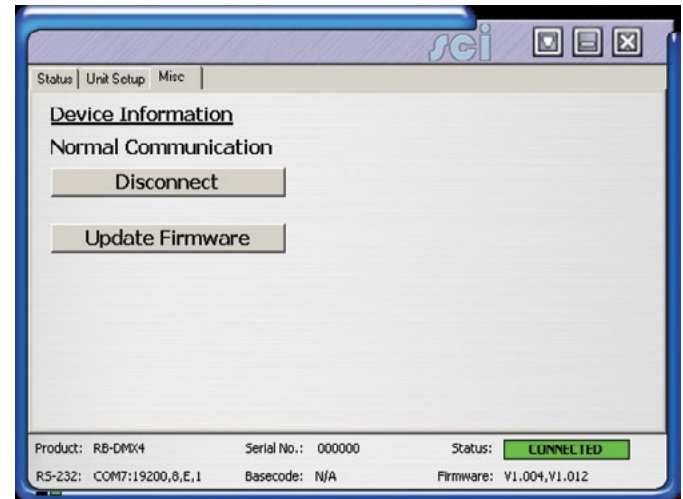 sci
Status Unit Setup Misc
Device Information
Normal Communication
Disconnect
Update Firmware
Product: RB-DMX4 Serial No.: 000000 Status: CONNECTED
RS-232: COM7:19200,8,E,1 Basecode: N/A Firmware: V1.004,V1.012